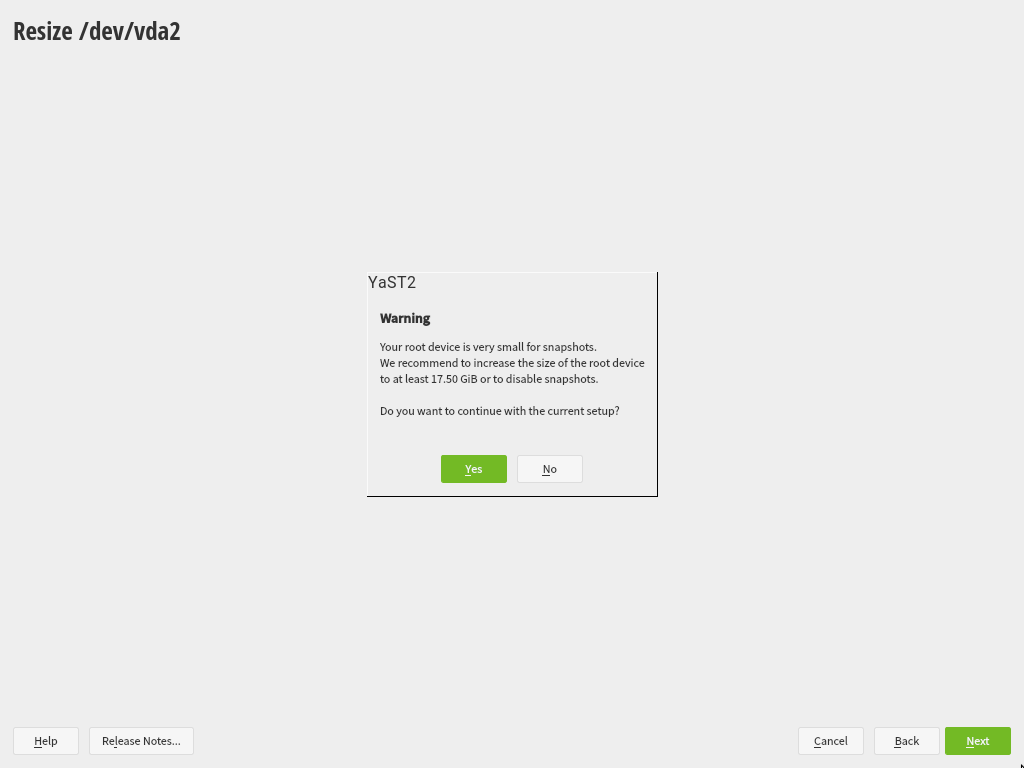 Resize /dev/vda2
YaST2
Warning
Your root device is very small for snapshots.
We recommend to increase the size of the root device
to at least 17.50 GiB or to disable snapshots.
Do you want to continue with the current setup?
Yes
No
Help
Release Notes...
Cancel
Back
Next